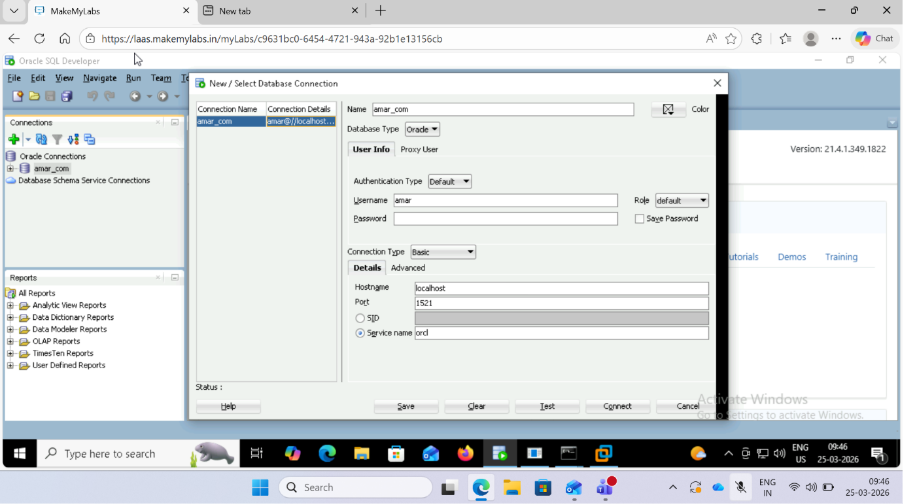 MakeMyLabs
New tab
https://laas.makemylabs.in/myLabs/c9631bc0-6454-4721-943a-92b1e13156cb
Chat
Oracle SQL Developer
File Edit View Navigate Run Team
New / Select Database Connection
Connections
Oracle Connections
amar_com
Database Schema Service Connections
Reports
All Reports
Analytic View Reports
Data Dictionary Reports
Data Modeler Reports
OLAP Reports
TimesTen Reports
User Defined Reports
Connection Name Connection Details
amar_com amar@//localhost...
Name amar_com Color
Database Type Oracle
User Info Proxy User
Authentication Type Default
Username amar Role default
Password Save Password
Connection Type Basic
Details Advanced
Hostname localhost
Port 1521
SID
Service name orcl
Status :
Help Save Clear Test Connect Cancel
Version: 21.4.1.349.1822
Demos Training
Activate Windows
Go to Settings to activate Windows.
Type here to search
ENG
US
09:46
25-03-2026
1
Search
ENG
IN
09:46
25-03-2026